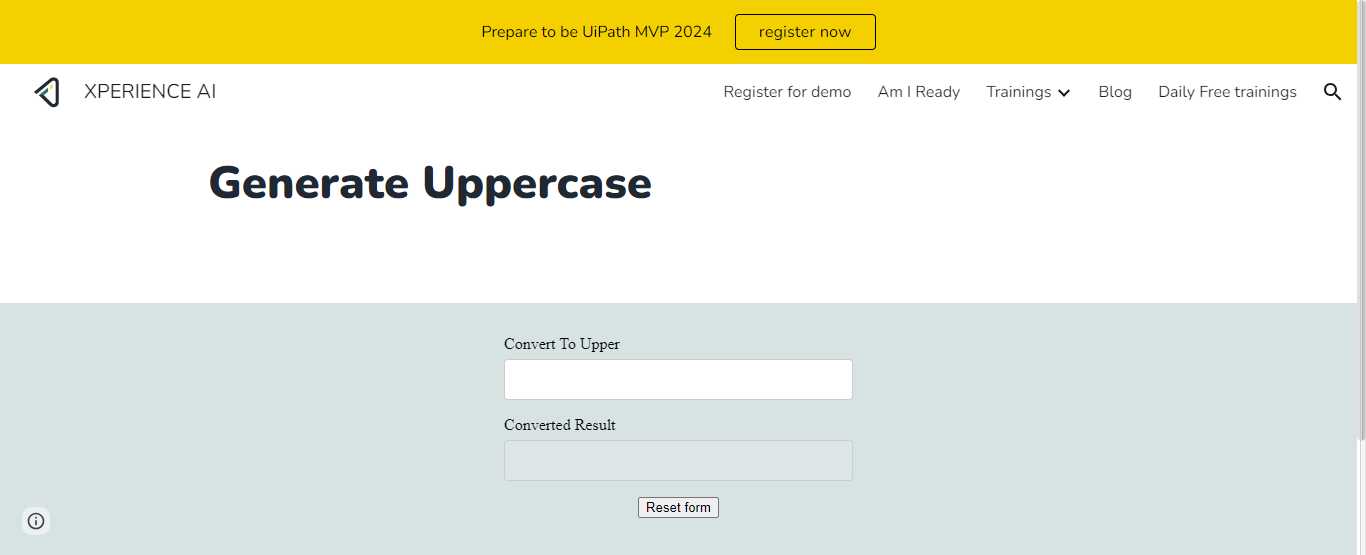 Prepare to be UiPath MVP 2024 register now
XPERIENCE AI Register for demo Am I Ready Trainings Blog Daily Free trainings
Generate Uppercase
Convert To Upper
Converted Result
Reset form